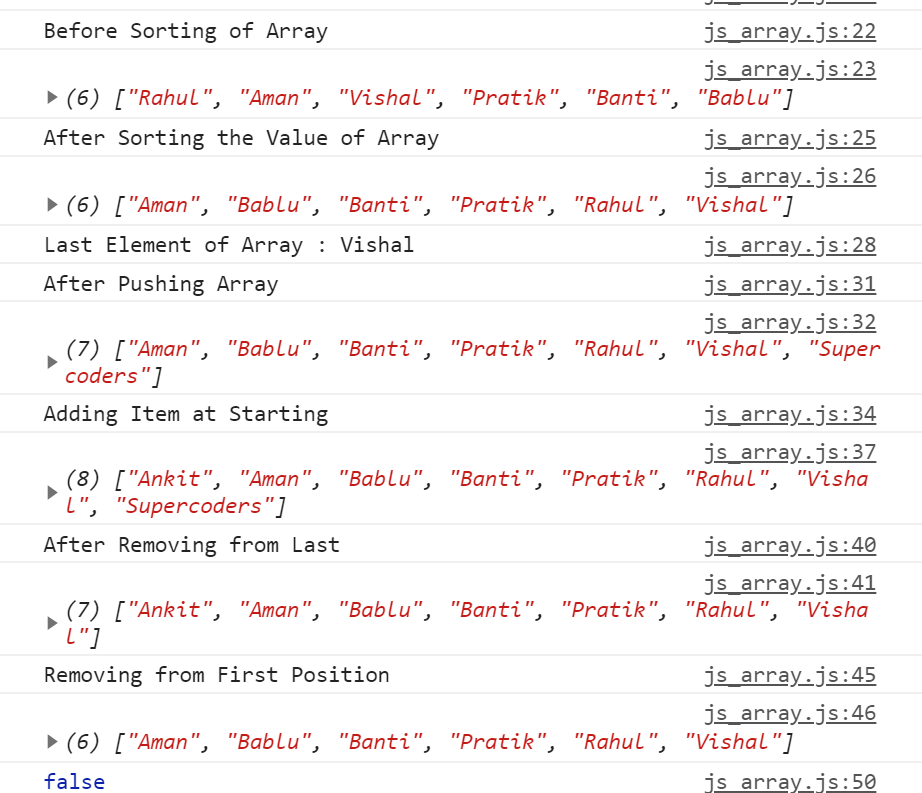 Before Sorting of Array js_array.js:22
js_array.js:23
(6) ["Rahul", "Aman", "Vishal", "Pratik", "Banti", "Bablu"]
After Sorting the Value of Array js_array.js:25
js_array.js:26
(6) ["Aman", "Bablu", "Banti", "Pratik", "Rahul", "Vishal"]
Last Element of Array : Vishal js_array.js:28
After Pushing Array js_array.js:31
js_array.js:32
(7) ["Aman", "Bablu", "Banti", "Pratik", "Rahul", "Vishal", "Super
coders"]
Adding Item at Starting js_array.js:34
js_array.js:37
(8) ["Ankit", "Aman", "Bablu", "Banti", "Pratik", "Rahul", "Visha
l", "Supercoders"]
After Removing from Last js_array.js:40
js_array.js:41
(7) ["Ankit", "Aman", "Bablu", "Banti", "Pratik", "Rahul", "Visha
l"]
Removing from First Position js_array.js:45
js_array.js:46
(6) ["Aman", "Bablu", "Banti", "Pratik", "Rahul", "Vishal"]
false js_array.js:50